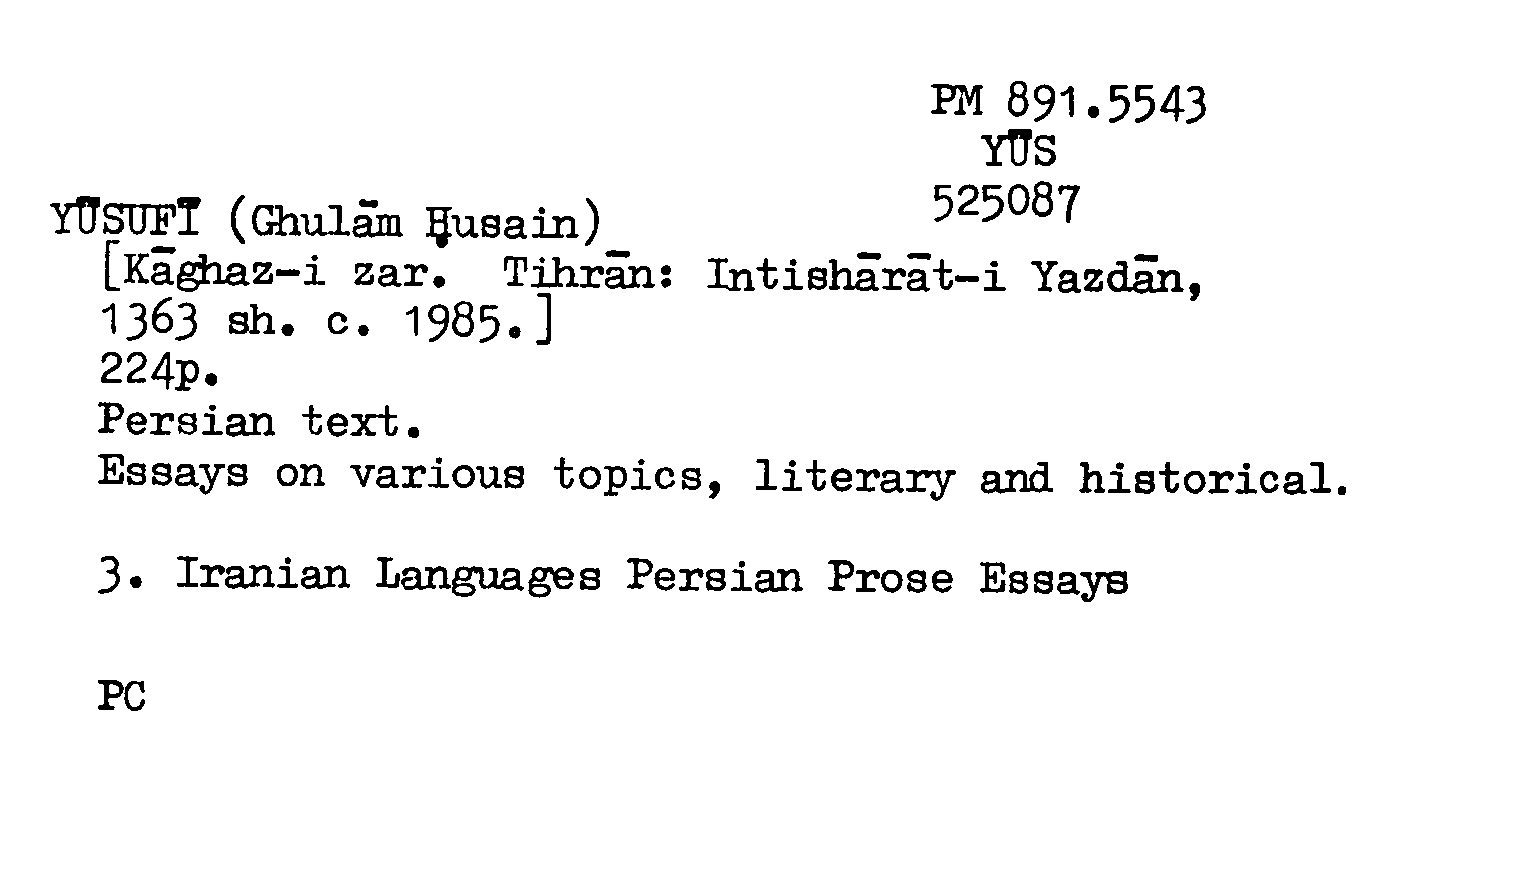 PM 891.5543
YŪS
525087
YŪSUFĪ (Ghulām Ḥusain)
[Kāghaz-i zar. Tihrān: Intishārāt-i Yazdān,
1363 sh. c. 1985.]
224p.
Persian text.
Essays on various topics, literary and historical.
3. Iranian Languages Persian Prose Essays
PC